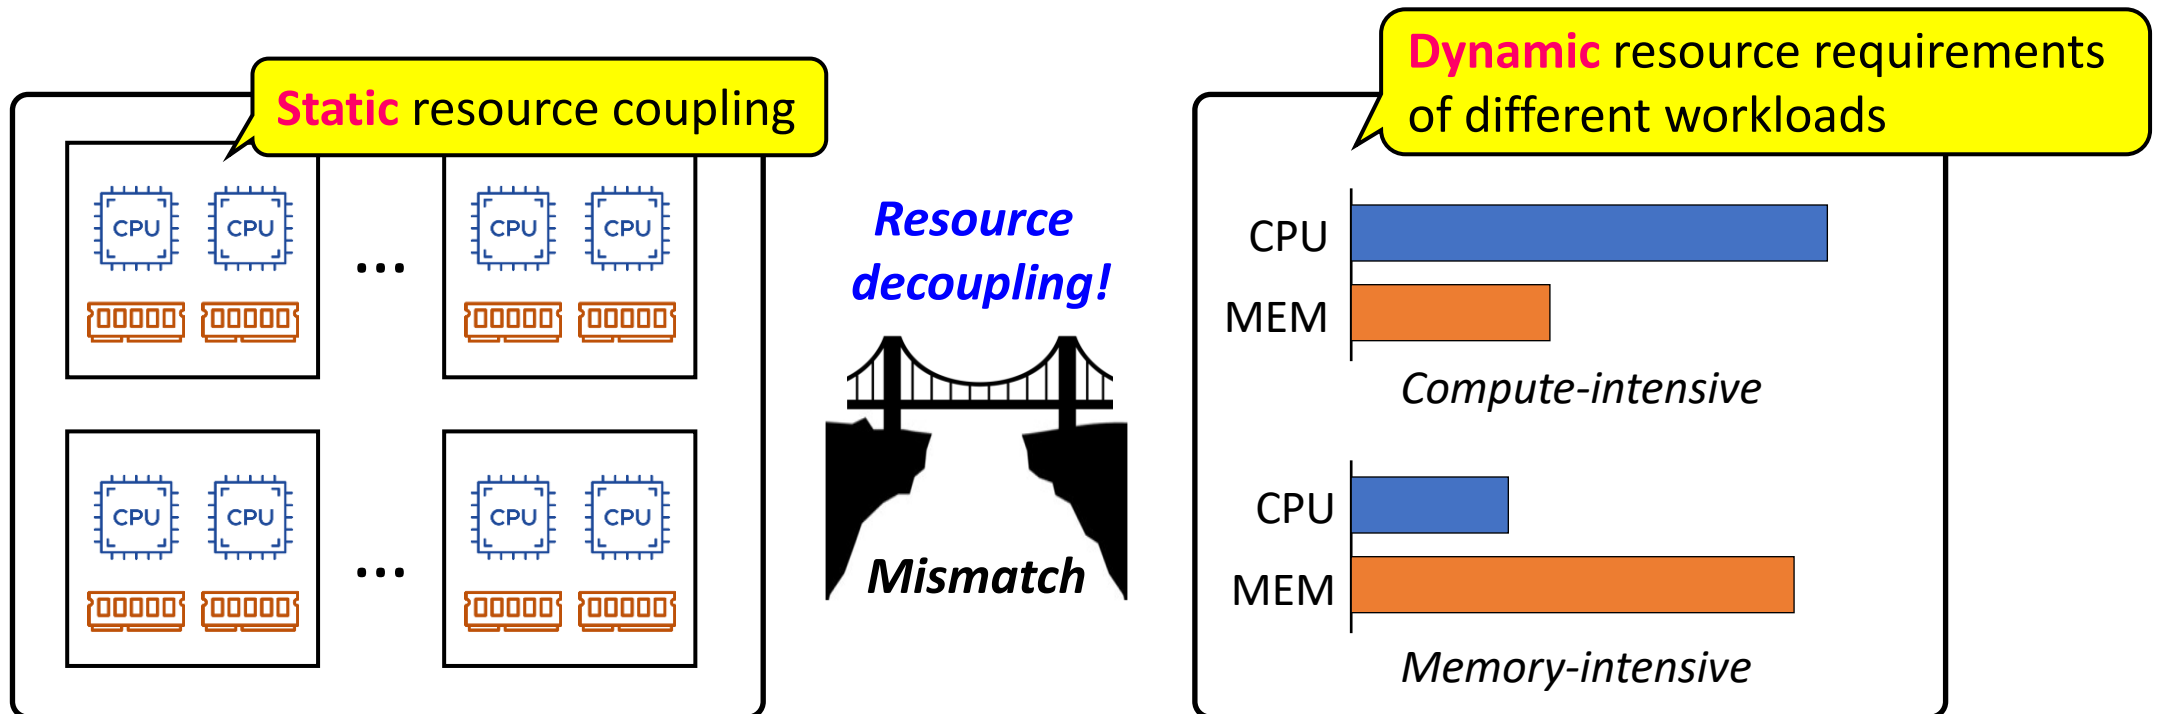 Static resource coupling
CPU CPU ... CPU CPU
CPU CPU ... CPU CPU
Resource
decoupling!
Mismatch
Dynamic resource requirements
of different workloads
CPU
MEM
Compute-intensive
CPU
MEM
Memory-intensive